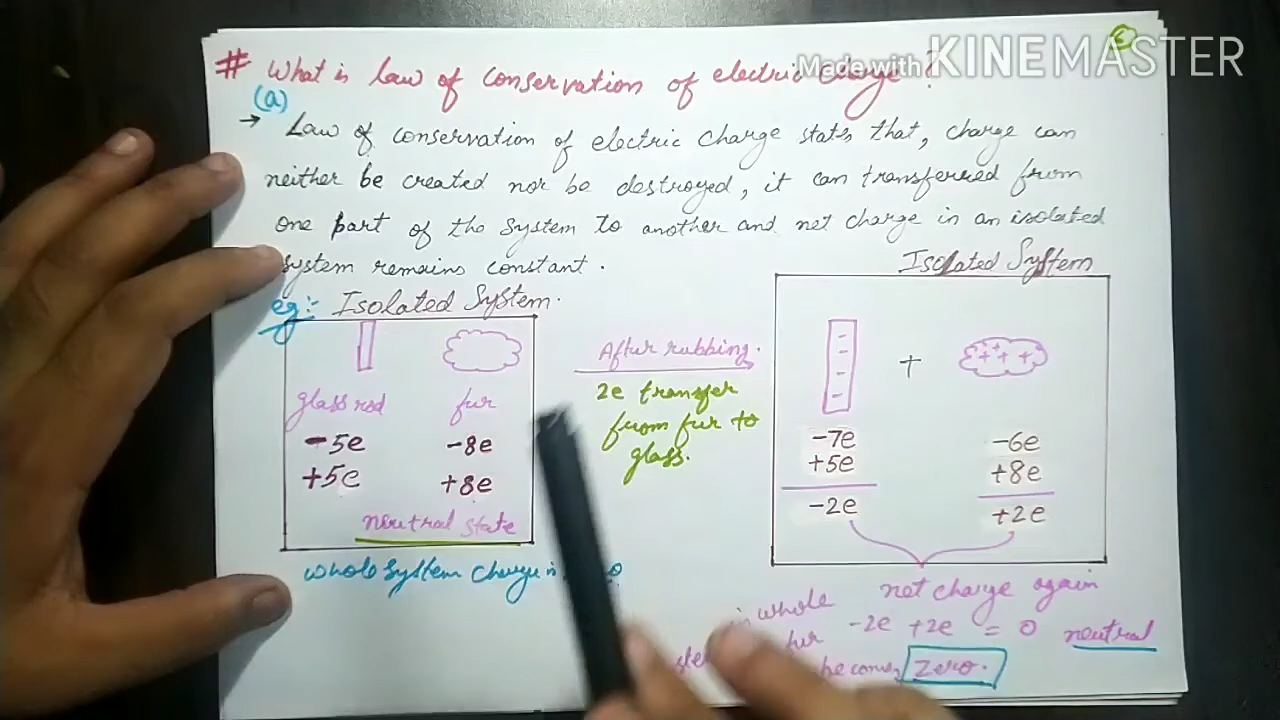 # What is law of conservation of electric charge ?
Made with KINEMASTER
(a)
→ Law of conservation of electric charge states that, charge can
neither be created nor be destroyed, it can transferred from
one part of the system to another and net charge in an isolated
system remains constant.
eg:- Isolated System.
glass rod fur
-5e -8e
+5e +8e
neutral state
whole system charge is
After rubbing.
2e transfer
from fur to
glass.
Isolated System
- - - - + + + + +
-7e -6e
+5e +8e
-2e +2e
net charge again
in whole -2e +2e = 0 neutral
fur
becomes Zero.